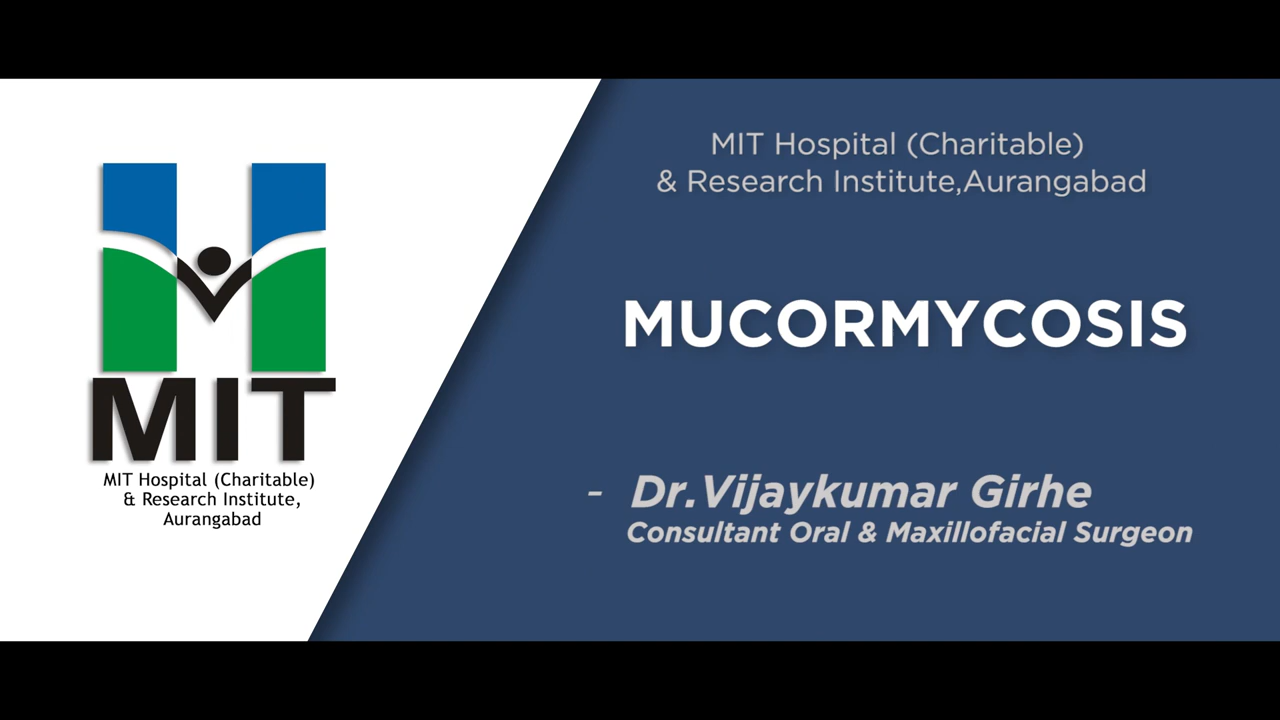 MIT
MIT Hospital (Charitable)
& Research Institute,
Aurangabad
MIT Hospital (Charitable)
& Research Institute,Aurangabad
MUCORMYCOSIS
- Dr.Vijaykumar Girhe
Consultant Oral & Maxillofacial Surgeon